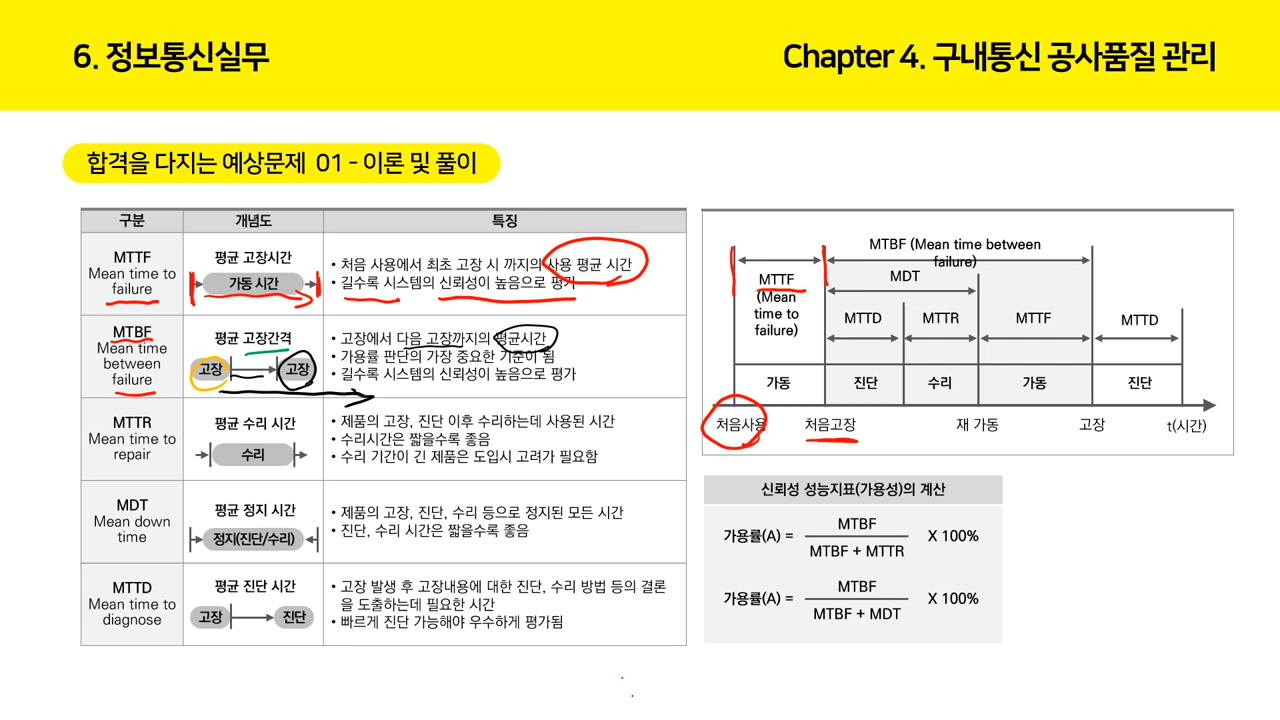 6. 정보통신실무
Chapter 4. 구내통신 공사품질 관리
합격을 다지는 예상문제 01 - 이론 및 풀이
구분
개념도
특징
MTTF
Mean time to
failure
평균 고장시간
가동 시간
• 처음 사용에서 최초 고장 시 까지의 사용 평균 시간
• 길수록 시스템의 신뢰성이 높음으로 평가
MTBF
Mean time
between
failure
평균 고장간격
고장
고장
• 고장에서 다음 고장까지의 평균시간
• 가용률 판단의 가장 중요한 기준이 됨
• 길수록 시스템의 신뢰성이 높음으로 평가
MTTR
Mean time to
repair
평균 수리 시간
수리
• 제품의 고장, 진단 이후 수리하는데 사용된 시간
• 수리시간은 짧을수록 좋음
• 수리 기간이 긴 제품은 도입시 고려가 필요함
MDT
Mean down
time
평균 정지 시간
정지(진단/수리)
• 제품의 고장, 진단, 수리 등으로 정지된 모든 시간
• 진단, 수리 시간은 짧을수록 좋음
MTTD
Mean time to
diagnose
평균 진단 시간
고장
진단
• 고장 발생 후 고장내용에 대한 진단, 수리 방법 등의 결론
을 도출하는데 필요한 시간
• 빠르게 진단 가능해야 우수하게 평가됨
MTBF (Mean time between
failure)
MTTF
(Mean
time to
failure)
MDT
MTTD
MTTR
MTTF
MTTD
가동
진단
수리
가동
진단
처음사용
처음고장
재 가동
고장
t(시간)
신뢰성 성능지표(가용성)의 계산
가용률(A) =
MTBF
MTBF + MTTR
X 100%
가용률(A) =
MTBF
MTBF + MDT
X 100%